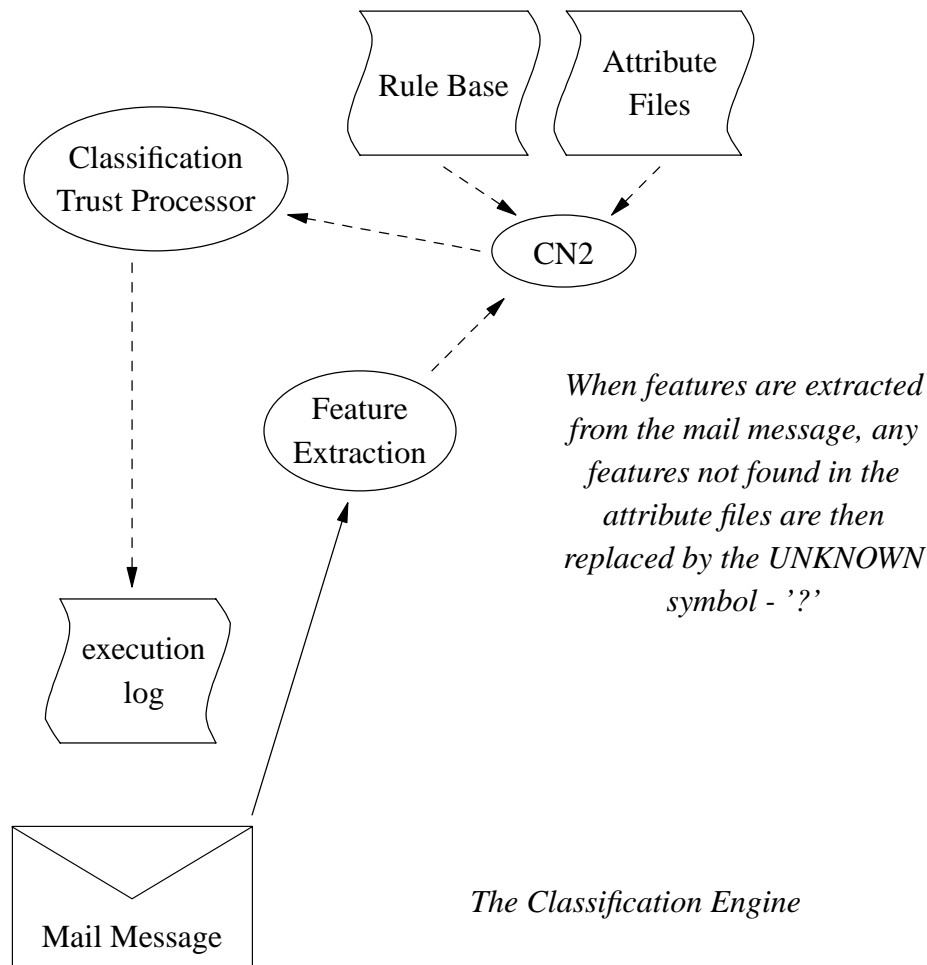 Rule Base
Attribute
Files
Classification
Trust Processor
CN2
Feature
Extraction
When features are extracted
from the mail message, any
features not found in the
attribute files are then
replaced by the UNKNOWN
symbol - ’?’
execution
log
The Classification Engine
Mail Message